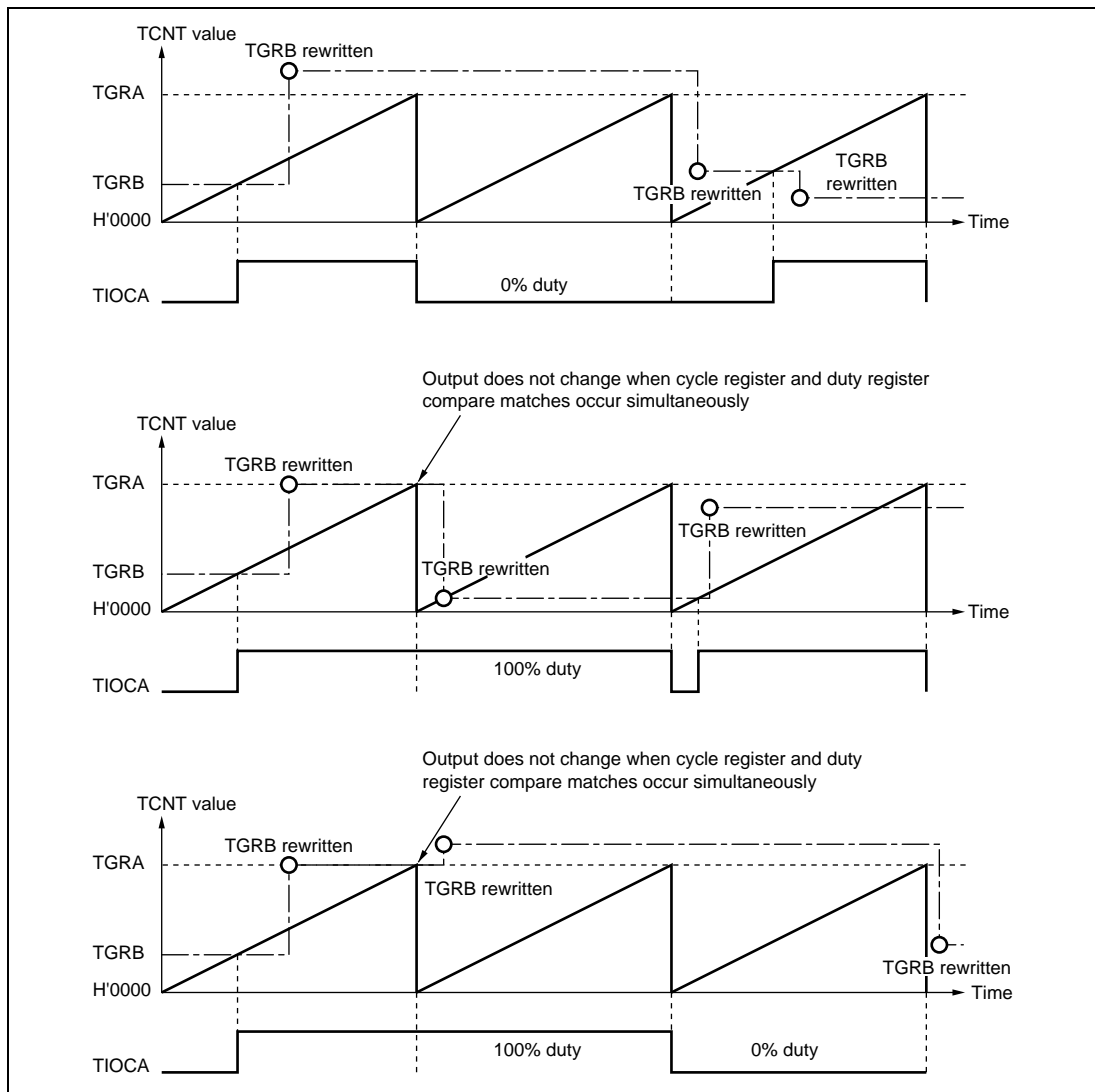 TCNT value
TGRB rewritten
TGRA
TGRB
TGRB rewritten
TGRB
rewritten
H'0000
Time
TIOCA
0% duty
Output does not change when cycle register and duty register
compare matches occur simultaneously
TCNT value
TGRB rewritten
TGRA
TGRB rewritten
TGRB
TGRB rewritten
H'0000
Time
TIOCA
100% duty
Output does not change when cycle register and duty
register compare matches occur simultaneously
TCNT value
TGRB rewritten
TGRA
TGRB rewritten
TGRB
TGRB rewritten
H'0000
Time
TIOCA
100% duty
0% duty